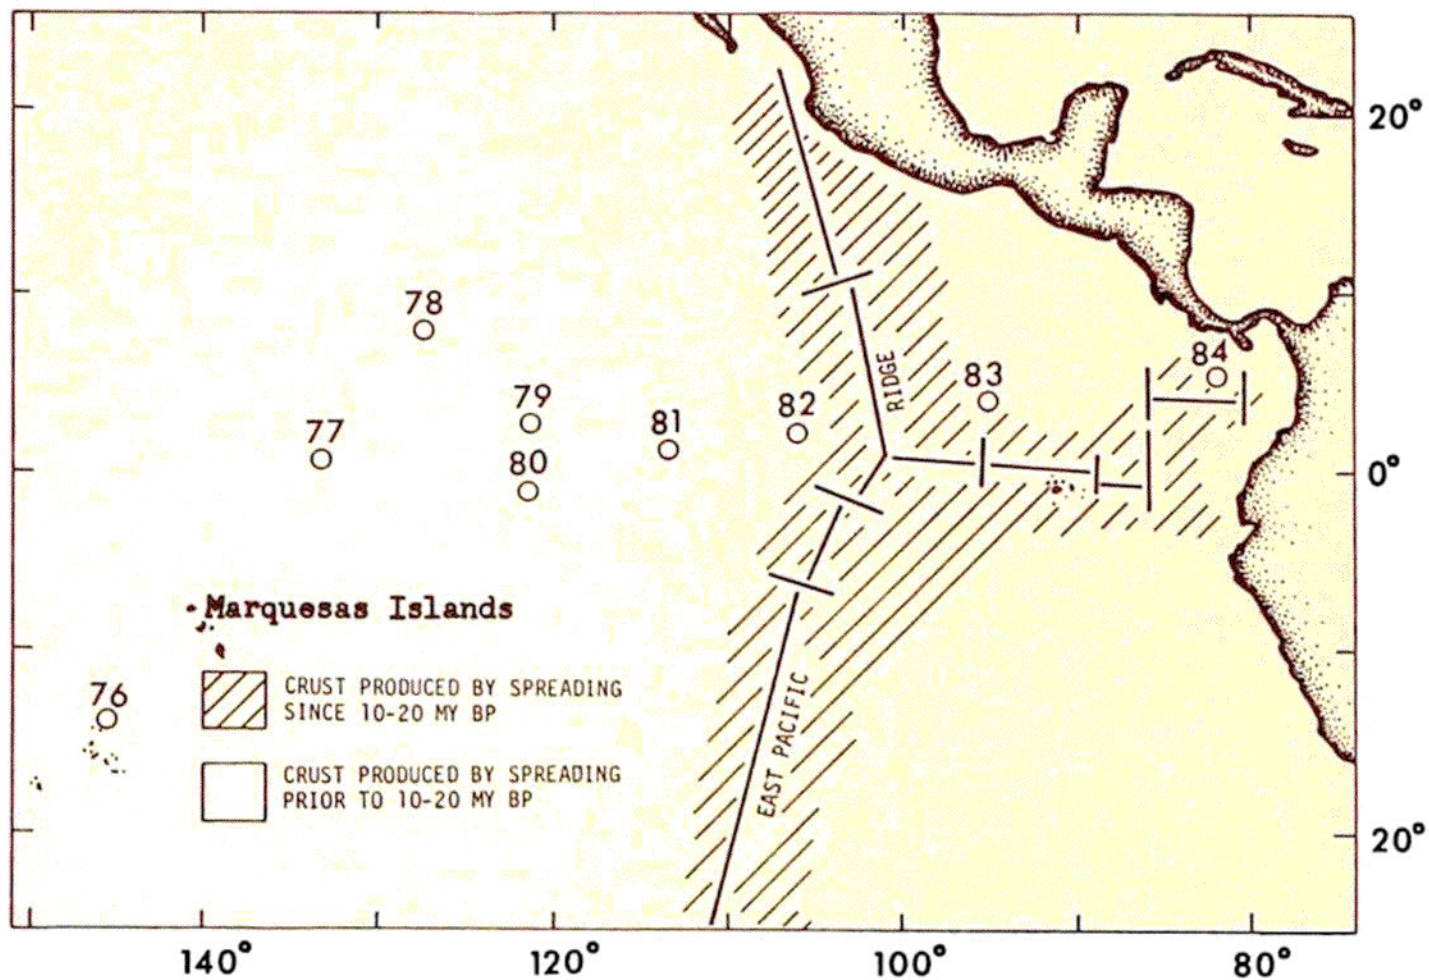 20°
78
84
83
79
82
81
77
80
0°
RIDGE
Marquesas Islands
76
CRUST PRODUCED BY SPREADING
SINCE 10-20 MY BP
EAST PACIFIC
CRUST PRODUCED BY SPREADING
PRIOR TO 10-20 MY BP
20°
140°
120°
100°
80°